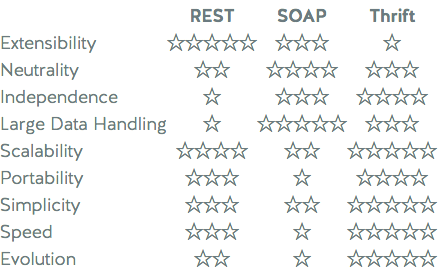 REST SOAP Thrift
Extensibility ☆☆☆☆☆ ☆☆☆ ☆
Neutrality ☆☆ ☆☆☆☆ ☆☆☆
Independence ☆ ☆☆☆ ☆☆☆☆
Large Data Handling ☆ ☆☆☆☆☆ ☆☆☆
Scalability ☆☆☆☆ ☆☆ ☆☆☆☆☆
Portability ☆☆☆ ☆ ☆☆☆☆
Simplicity ☆☆☆ ☆☆ ☆☆☆☆☆
Speed ☆☆☆ ☆ ☆☆☆☆☆
Evolution ☆☆ ☆ ☆☆☆☆☆